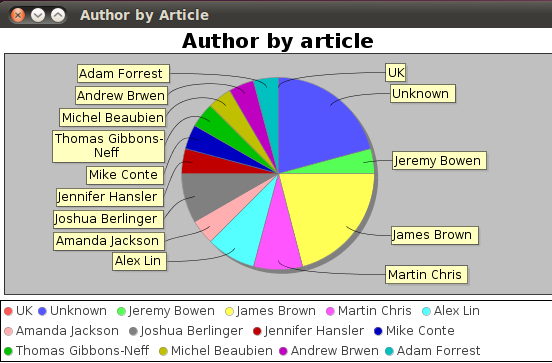 Author by Article
Author by article
Adam Forrest
UK
Andrew Brwen
Unknown
Michel Beaubien
Thomas Gibbons-
Neff
Jeremy Bowen
Mike Conte
Jennifer Hansler
Joshua Berlinger
James Brown
Amanda Jackson
Alex Lin
Martin Chris
UK Unknown Jeremy Bowen James Brown Martin Chris Alex Lin
Amanda Jackson Joshua Berlinger Jennifer Hansler Mike Conte
Thomas Gibbons-Neff Michel Beaubien Andrew Brwen Adam Forrest